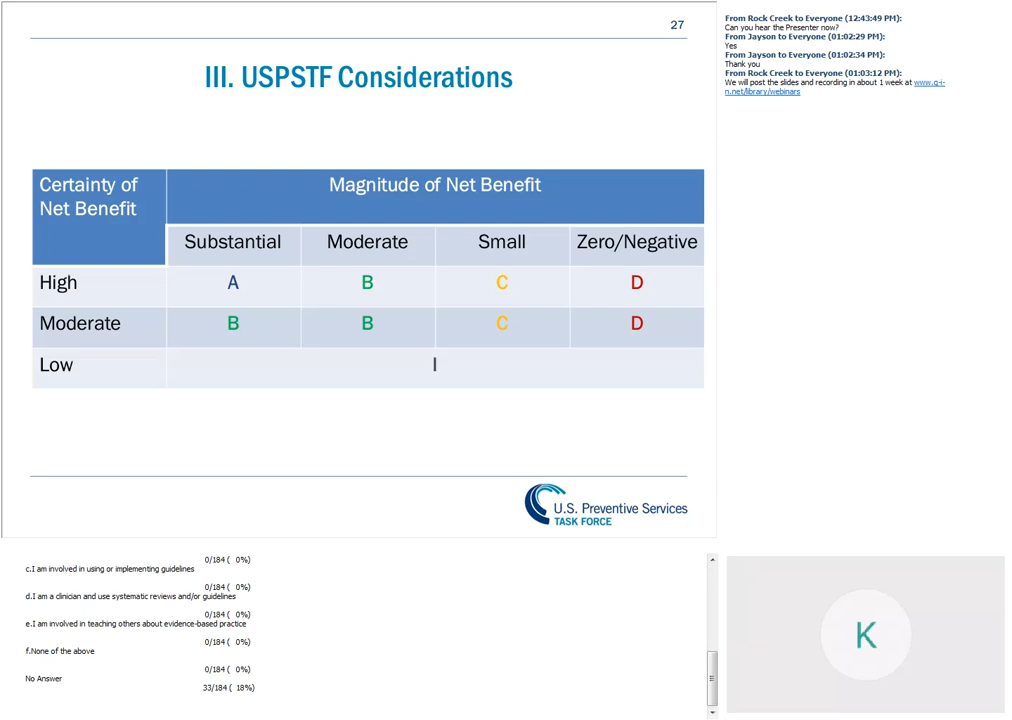 27
III. USPSTF Considerations
Certainty of
Net Benefit
Magnitude of Net Benefit
Substantial Moderate Small Zero/Negative
High A B C D
Moderate B B C D
Low I
U.S. Preventive Services
TASK FORCE
From Rock Creek to Everyone (12:43:49 PM):
Can you hear the Presenter now?
From Jayson to Everyone (01:02:29 PM):
Yes
From Jayson to Everyone (01:02:34 PM):
Thank you
From Rock Creek to Everyone (01:03:12 PM):
We will post the slides and recording in about 1 week at www.g-i-
n.net/library/webinars
0/184 ( 0%)
c.I am involved in using or implementing guidelines
0/184 ( 0%)
d.I am a clinician and use systematic reviews and/or guidelines
0/184 ( 0%)
e.I am involved in teaching others about evidence-based practice
0/184 ( 0%)
f.None of the above
0/184 ( 0%)
No Answer
33/184 ( 18%)
K